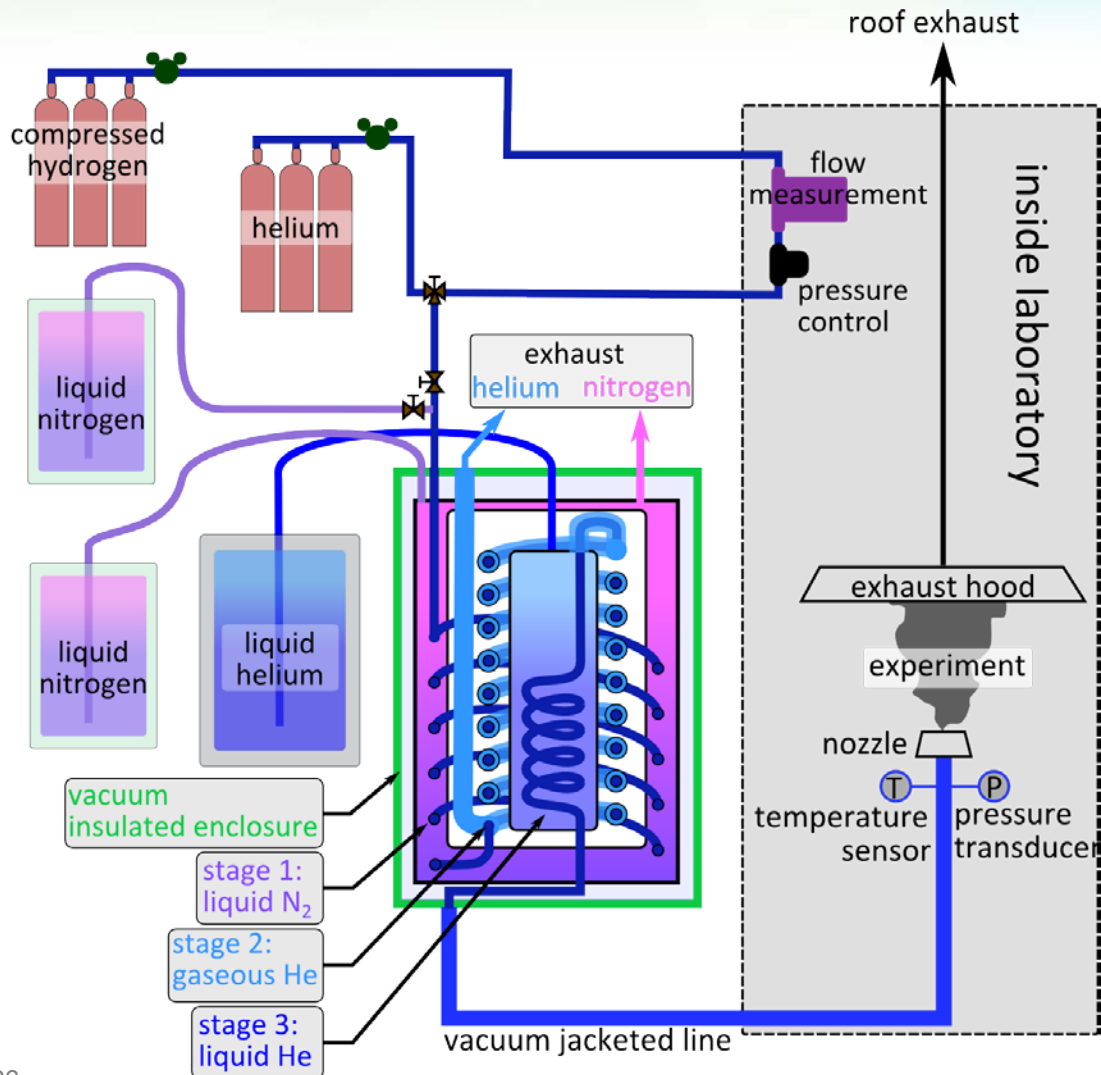 roof exhaust
compressed
hydrogen
helium
flow
measurement
pressure
control
inside laboratory
exhaust
helium nitrogen
liquid
nitrogen
liquid
nitrogen
liquid
helium
exhaust hood
experiment
nozzle
T
P
temperature
sensor
pressure
transducer
vacuum
insulated enclosure
stage 1:
liquid N₂
stage 2:
gaseous He
stage 3:
liquid He
vacuum jacketed line